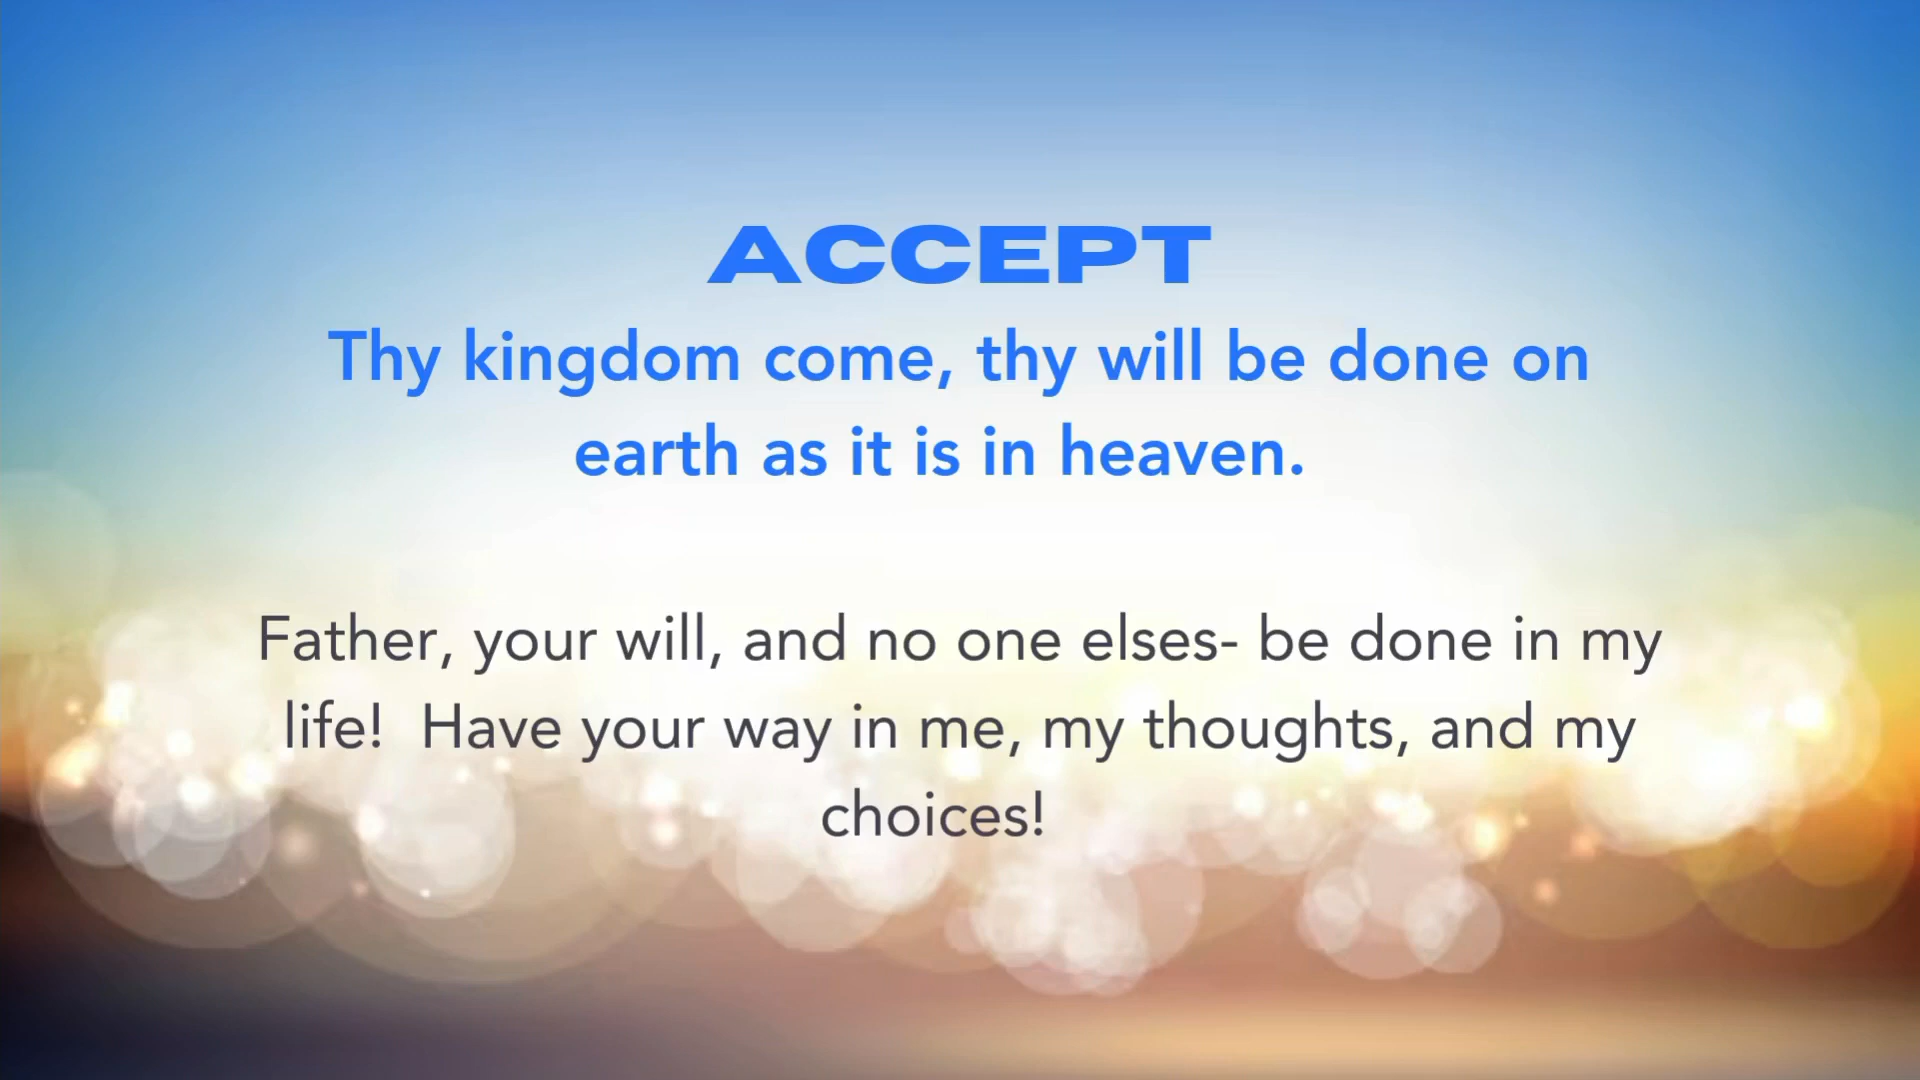 ACCEPT
Thy kingdom come, thy will be done on
earth as it is in heaven.
Father, your will, and no one elses- be done in my
life!  Have your way in me, my thoughts, and my
choices!